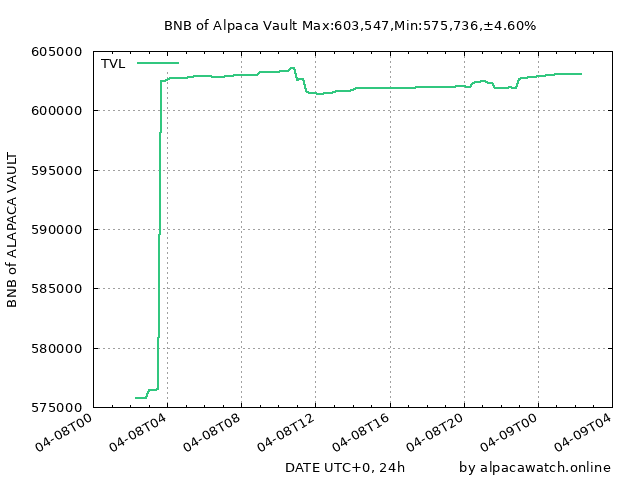 BNB of Alpaca Vault Max:603,547,Min:575,736,±4.60%
TVL
605000
600000
595000
590000
585000
580000
575000
BNB of ALAPACA VAULT
04-08T00
04-08T04
04-08T08
04-08T12
04-08T16
04-08T20
04-09T00
04-09T04
DATE UTC+0, 24h
by alpacawatch.online